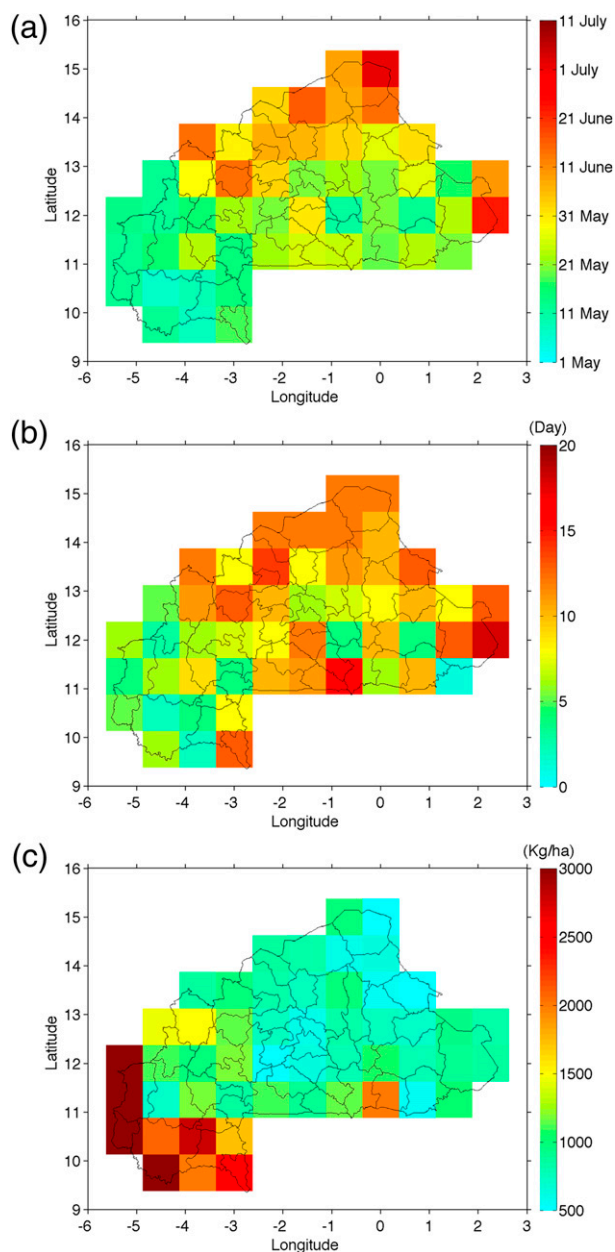 (a)
16
15
14
13
12
11
10
9
Latitude
-6 -5 -4 -3 -2 -1 0 1 2 3
Longitude
11 July
1 July
21 June
11 June
31 May
21 May
11 May
1 May
(b)
(Day)
16
15
14
13
12
11
10
9
Latitude
-6 -5 -4 -3 -2 -1 0 1 2 3
Longitude
20
15
10
5
0
(c)
(Kg/ha)
16
15
14
13
12
11
10
9
Latitude
-6 -5 -4 -3 -2 -1 0 1 2 3
Longitude
3000
2500
2000
1500
1000
500